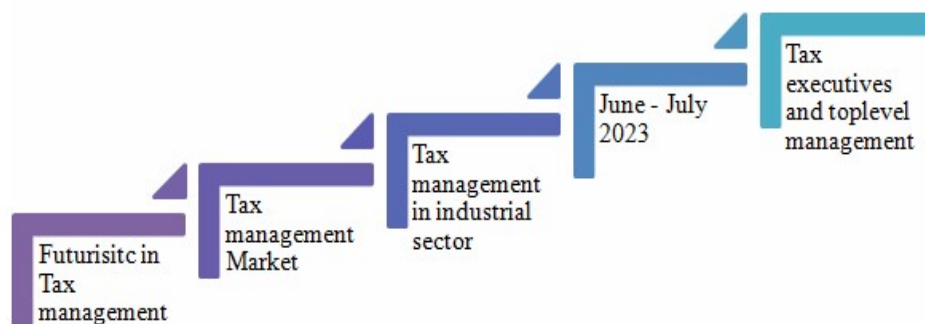 Futurisitc in
Tax
management
Tax
management
Market
Tax
management
in industrial
sector
June - July
2023
Tax
executives
and toplevel
management